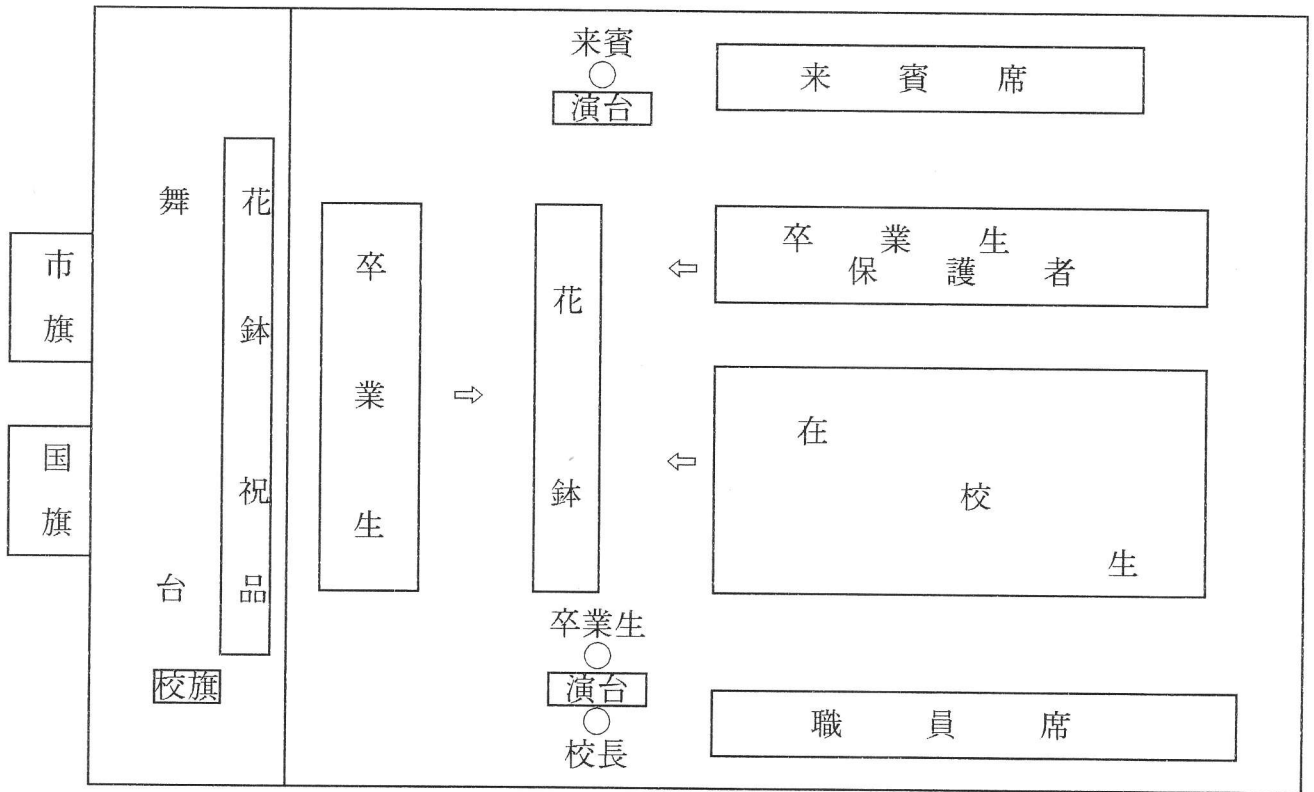 来賓
演台
来賓席
舞台
花鉢 祝品
市旗
国旗
校旗
卒業生
⇨
花鉢
⇦
卒業生
保護者
⇦
在校生
卒業生
演台
校長
職員席